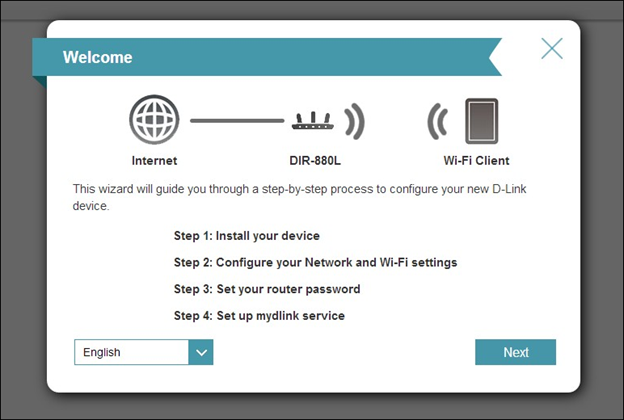 Welcome
Internet
DIR-880L
Wi-Fi Client
This wizard will guide you through a step-by-step process to configure your new D-Link
device.
Step 1: Install your device
Step 2: Configure your Network and Wi-Fi settings
Step 3: Set your router password
Step 4: Set up mydlink service
English
Next